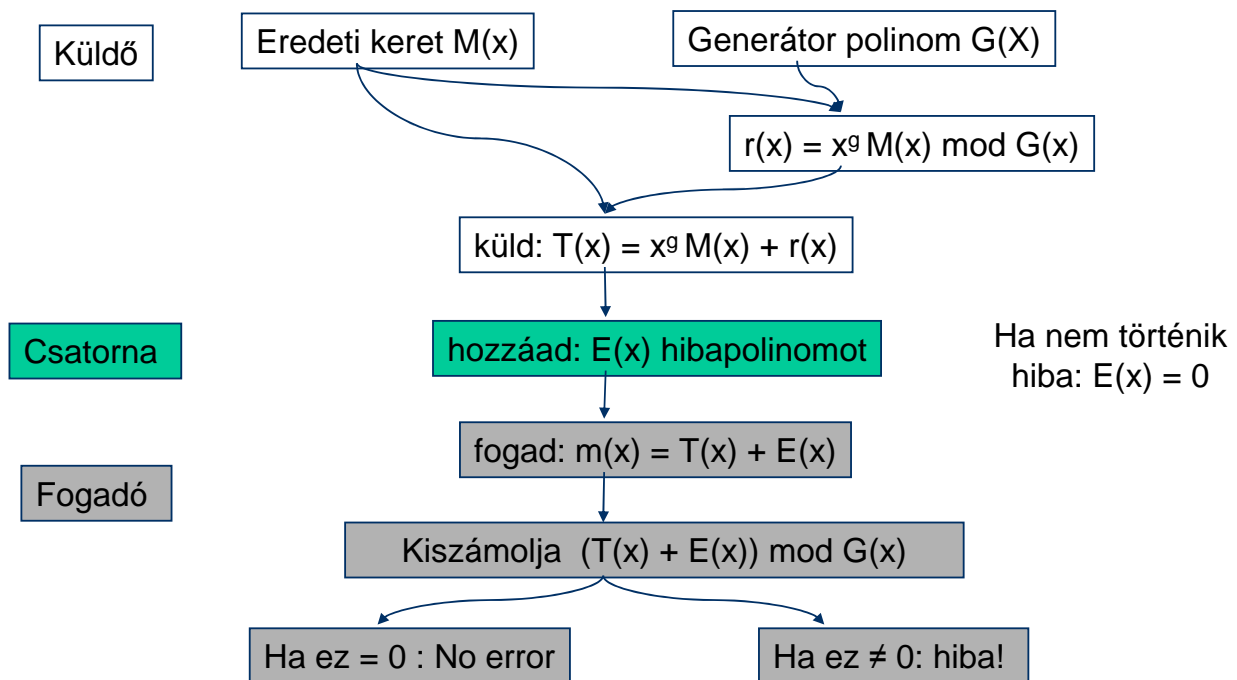 Küldő
Eredeti keret M(x)
Generátor polinom G(X)
r(x) = xᵍ M(x) mod G(x)
küld: T(x) = xᵍ M(x) + r(x)
Csatorna
hozzáad: E(x) hibapolinomot
Ha nem történik
hiba: E(x) = 0
fogad: m(x) = T(x) + E(x)
Fogadó
Kiszámolja (T(x) + E(x)) mod G(x)
Ha ez = 0 : No error
Ha ez ≠ 0: hiba!